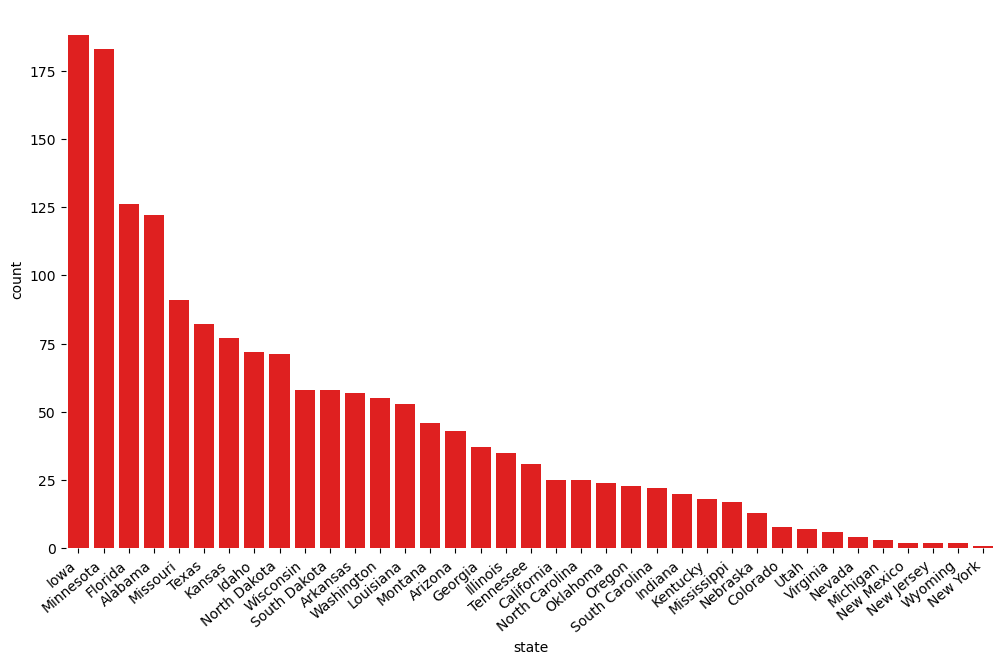 175
150
125
100
75
50
25
0
count
Iowa
Minnesota
Florida
Alabama
Missouri
Texas
Kansas
Idaho
North Dakota
Wisconsin
South Dakota
Arkansas
Washington
Louisiana
Montana
Arizona
Georgia
Illinois
Tennessee
California
North Carolina
Oklahoma
Oregon
South Carolina
Indiana
Kentucky
Mississippi
Nebraska
Colorado
Utah
Virginia
Nevada
Michigan
New Mexico
New Jersey
Wyoming
New York
state